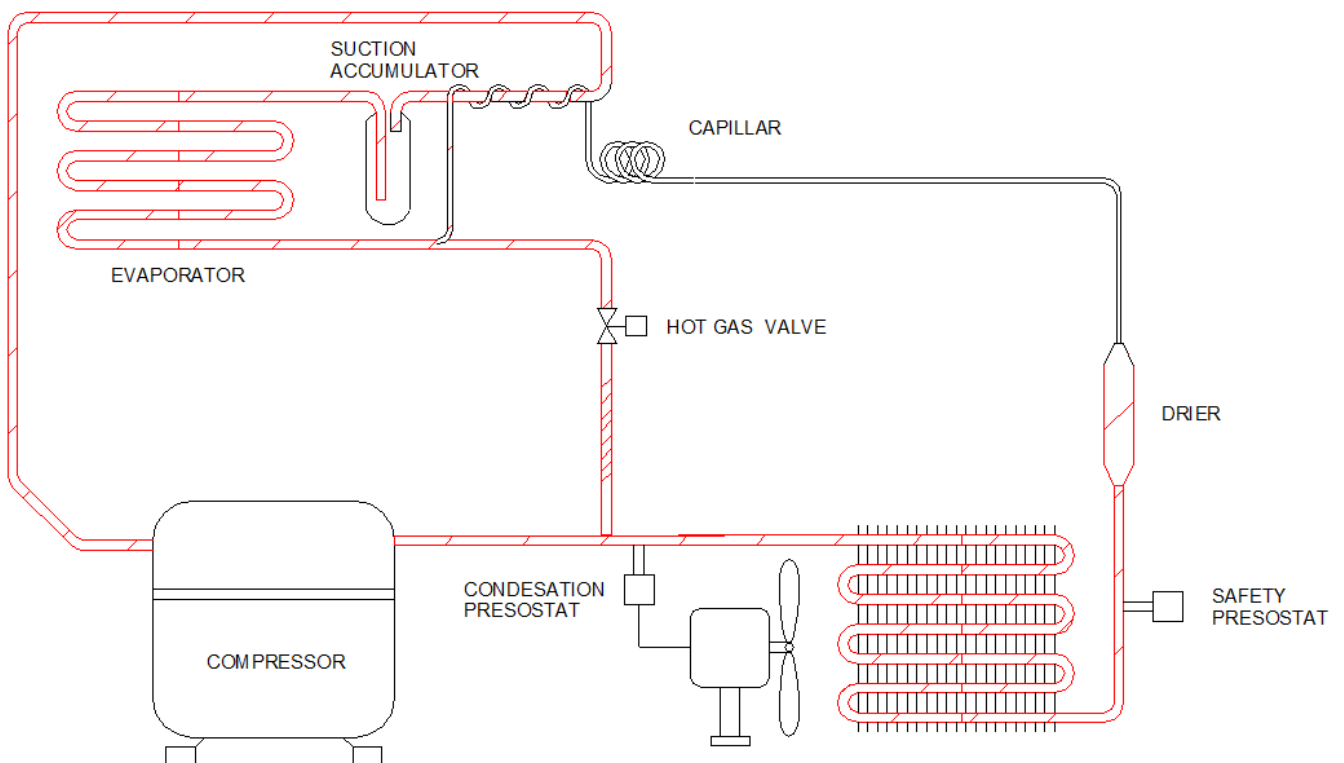 SUCTION
ACCUMULATOR
CAPILLAR
EVAPORATOR
HOT GAS VALVE
DRIER
CONDESATION
PRESOSTAT
SAFETY
PRESOSTAT
COMPRESSOR